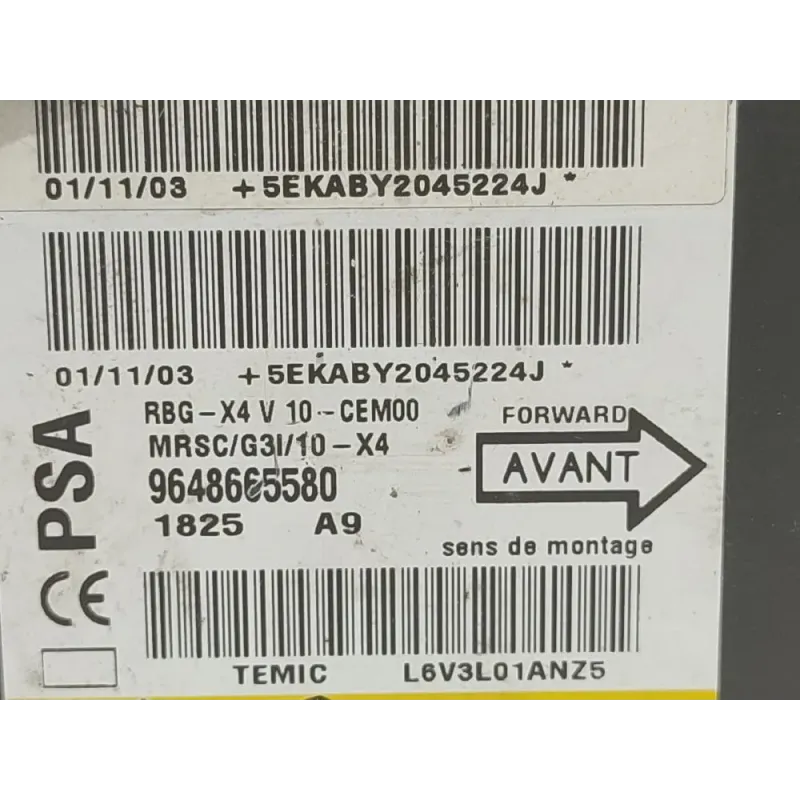 01/11/03 +5EKABY2045224J *
01/11/03 +5EKABY2045224J *
RBG-X4 V 10-CEM00
MRSC/G3I/10-X4
9648665580
1825 A9
PSA
CE
FORWARD
AVANT
sens de montage
TEMIC L6V3L01ANZ5